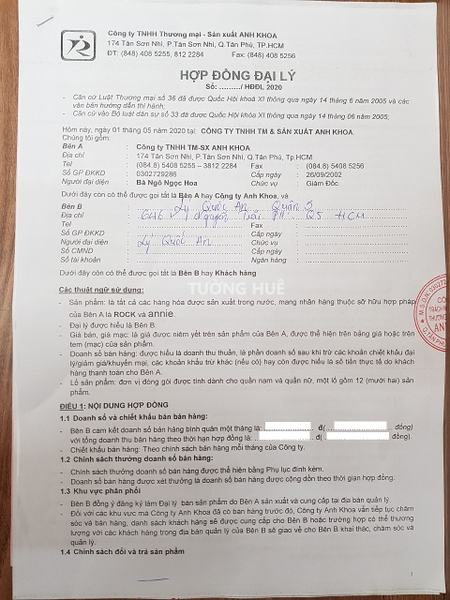 Công ty TNHH Thương mại - Sản xuất ANH KHOA
174 Tân Sơn Nhì, P.Tân Sơn Nhì, Q.Tân Phú, TP.HCM
ĐT: (848) 408 5255, 812 2284 Fax: (848) 408 5256
HỢP ĐỒNG ĐẠI LÝ
Số: ........./ HĐĐL 2020
- Căn cứ Luật Thương mại số 36 đã được Quốc Hội khoá XI thông qua ngày 14 tháng 6 năm 2005 và các văn bản hướng dẫn thi hành;
- Căn cứ vào Bộ luật dân sự số 33 đã được Quốc Hội khoá XI thông qua ngày 14 tháng 06 năm 2005;
Hôm nay, ngày 01 tháng 05 năm 2020 tại: CÔNG TY TNHH TM & SẢN XUẤT ANH KHOA.
Chúng tôi gồm:
Bên A : Công ty TNHH TM-SX ANH KHOA
Địa chỉ : 174 Tân Sơn Nhì, P.Tân Sơn Nhì, Q.Tân Phú, Tp.HCM
Tel : (084.8) 5408 5255 – 3812 2284 Fax : (084.8) 5408 5256
Số GP ĐKKD : 0302729286 Cấp ngày : 26/09/2002
Người đại diện : Bà Ngô Ngọc Hoa Chức vụ : Giám Đốc
Dưới đây còn có thể được gọi tắt là Bên A hay Công ty Anh Khoa, và
Bên B : Lý Quốc An Quận 5
Địa chỉ : 646 Nguyễn Trãi Q5 HCM
Tel : Fax :
Số GP ĐKKD : Cấp ngày :
Người đại diện : Lý Quốc An Chức vụ :
Số CMND : Cấp ngày :
Số tài khoản : Ngân hàng :
Dưới đây còn có thể được gọi tắt là Bên B hay Khách hàng
TƯỜNG HUÊ
Các thuật ngữ sử dụng:
- Sản phẩm: là tất cả các hàng hóa được sản xuất trong nước, mang nhãn hàng thuộc sở hữu hợp pháp
của Bên A là ROCK và annie.
- Đại lý được hiểu là Bên B.
- Giá bán, giá mạc: là giá được niêm yết trên sản phẩm của Bên A, được thể hiện trên bảng giá hoặc trên
tem (mạc) của sản phẩm.
- Doanh số bán hàng: được hiểu là doanh thu thuần, là phần doanh số sau khi trừ các khoản chiết khấu đại
lý/giảm giá/khuyến mại, các khoản khấu trừ khác (nếu có) hay còn được hiểu là số tiền thực tế do khách
hàng thanh toán cho Bên A.
- Lố sản phẩm: đơn vị đóng gói được tính dành cho quần nam và quần nữ, một lố gồm 12 (mười hai) sản
phẩm.
ĐIỀU 1: NỘI DUNG HỢP ĐỒNG
1.1 Doanh số và chiết khấu bán bán hàng:
- Bên B cam kết doanh số bán hàng bình quân một tháng là: đ( đồng)
với tổng doanh thu bán hàng theo thời hạn hợp đồng là: đ( đồng)
- Chiết khấu bán hàng: Theo chính sách bán hàng mỗi tháng của Công ty.
1.2 Chính sách thưởng doanh số bán hàng:
- Chính sách thưởng doanh số bán hàng được thể hiện bằng Phụ lục đính kèm.
- Doanh số bán hàng được xét thưởng là doanh số bán hàng được cộng dồn theo thời gian hợp đồng.
1.3 Khu vực phân phối
- Bên B đồng ý đăng ký làm Đại lý bán sản phẩm do Bên A sản xuất và cung cấp tại địa bàn quản lý.
- Đối với các khu vực mà Công ty Anh Khoa đã có bán hàng trước đó, Công ty Anh Khoa vẫn tiếp tục chăm
sóc và bán hàng, danh sách khách hàng sẽ được cung cấp cho Bên B hoặc trường hợp có thể thương
lượng với các khách hàng trong địa bàn quản lý của Bên B sẽ giao về cho Bên B khai thác, chăm sóc và
quản lý.
1.4 Chính sách đổi và trả sản phẩm
1